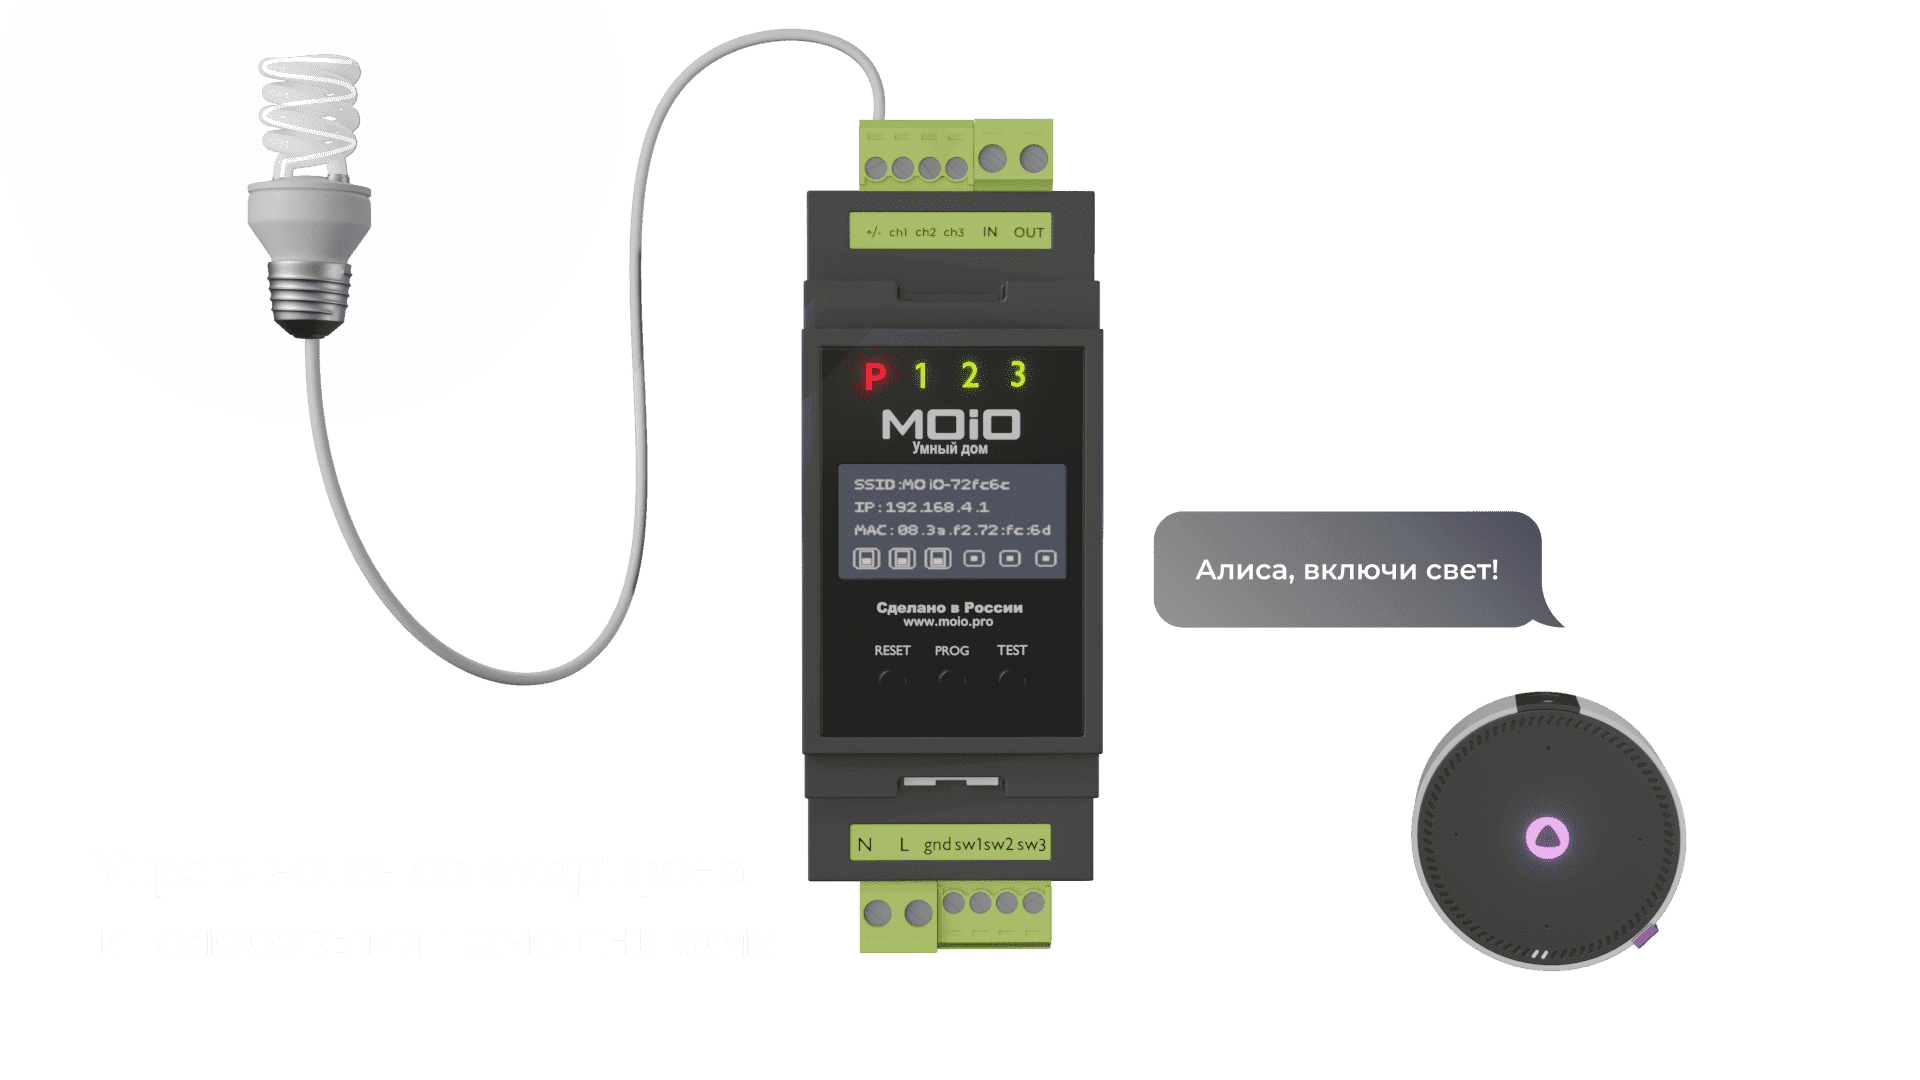 +/- ch1 ch2 ch3 IN OUT
P 1 2 3
MOiO
Умный дом
SSID:MOiO-72fc6c
IP:192.168.4.1
MAC:08.3a.f2.72:fc:6d
Алиса, включи свет!
Сделано в России
www.moio.pro
RESET PROG TEST
N L gnd sw1 sw2 sw3